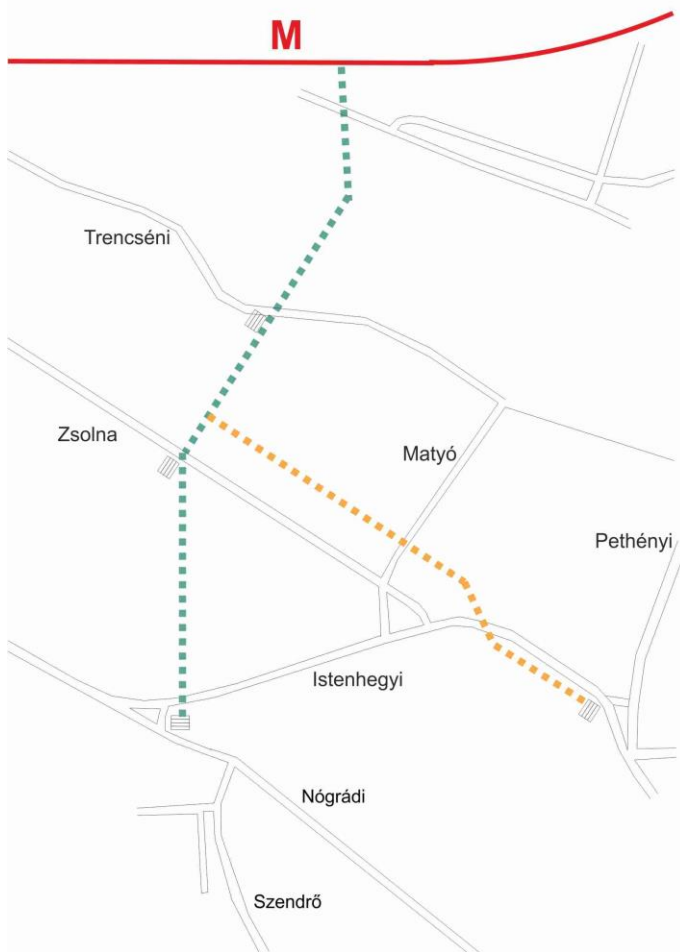 M
Trencséni
Zsolna
Matyó
Pethényi
Istenhegyi
Nógrádi
Szendrő